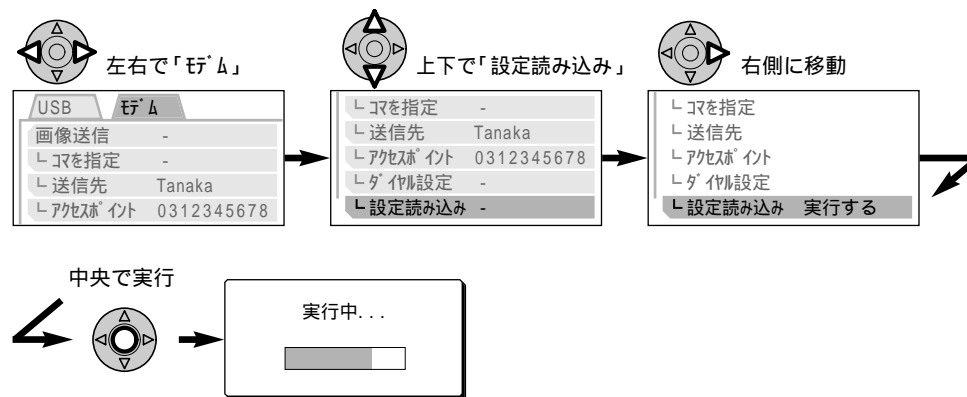 左右で「ﾓﾃﾞﾑ」
USB ﾓﾃﾞﾑ
画像送信 -
└ ｺﾏを指定 -
└ 送信先 Tanaka
└ ｱｸｾｽﾎﾟｲﾝﾄ 0312345678
上下で「設定読み込み」
└ ｺﾏを指定 -
└ 送信先 Tanaka
└ ｱｸｾｽﾎﾟｲﾝﾄ 0312345678
└ ﾀﾞｲﾔﾙ設定 -
└ 設定読み込み -
右側に移動
└ ｺﾏを指定
└ 送信先
└ ｱｸｾｽﾎﾟｲﾝﾄ
└ ﾀﾞｲﾔﾙ設定
└ 設定読み込み 実行する
中央で実行
実行中...